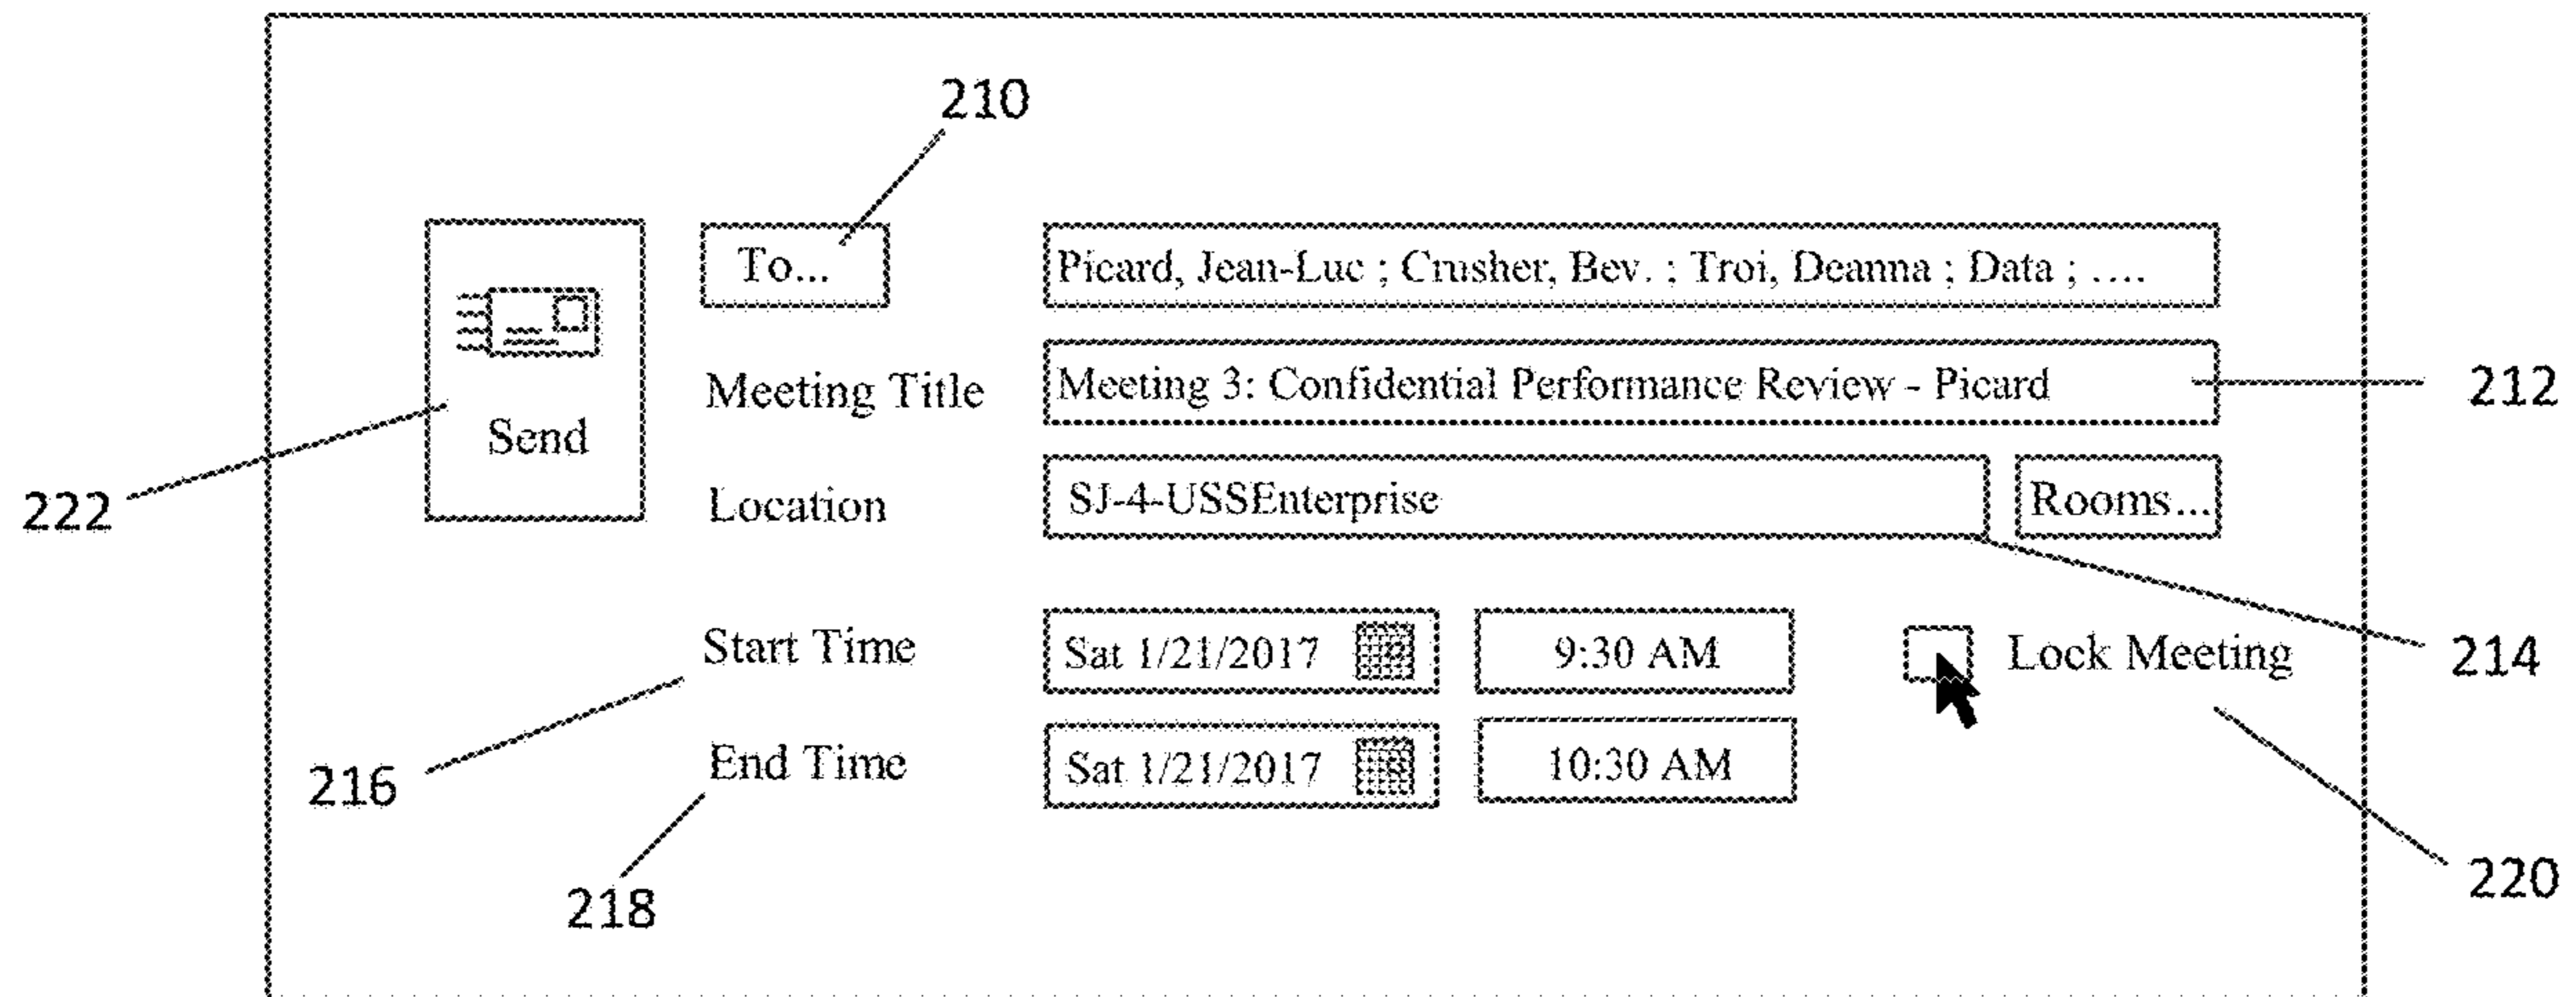 210
To... Picard, Jean-Luc ; Crusher, Bev. ; Troi, Deanna ; Data ; ....
Meeting Title Meeting 3: Confidential Performance Review - Picard 212
Send
222
Location SJ-4-USSEnterprise Rooms...
Start Time Sat 1/21/2017 9:30 AM Lock Meeting 214
216
End Time Sat 1/21/2017 10:30 AM
218
220